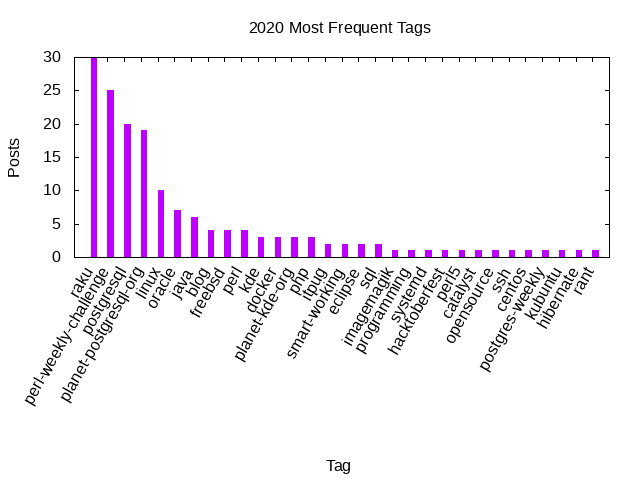 2020 Most Frequent Tags
30
25
20
15
10
5
0
Posts
raku
perl-weekly-challenge
postgresql
planet-postgresql-org
linux
oracle
java
blog
freebsd
perl
kde
docker
planet-kde-org
php
itpug
smart-working
eclipse
sql
imagemagik
programming
systemd
hacktoberfest
perl5
catalyst
opensource
ssh
centos
postgres-weekly
kubuntu
hibernate
rant
Tag